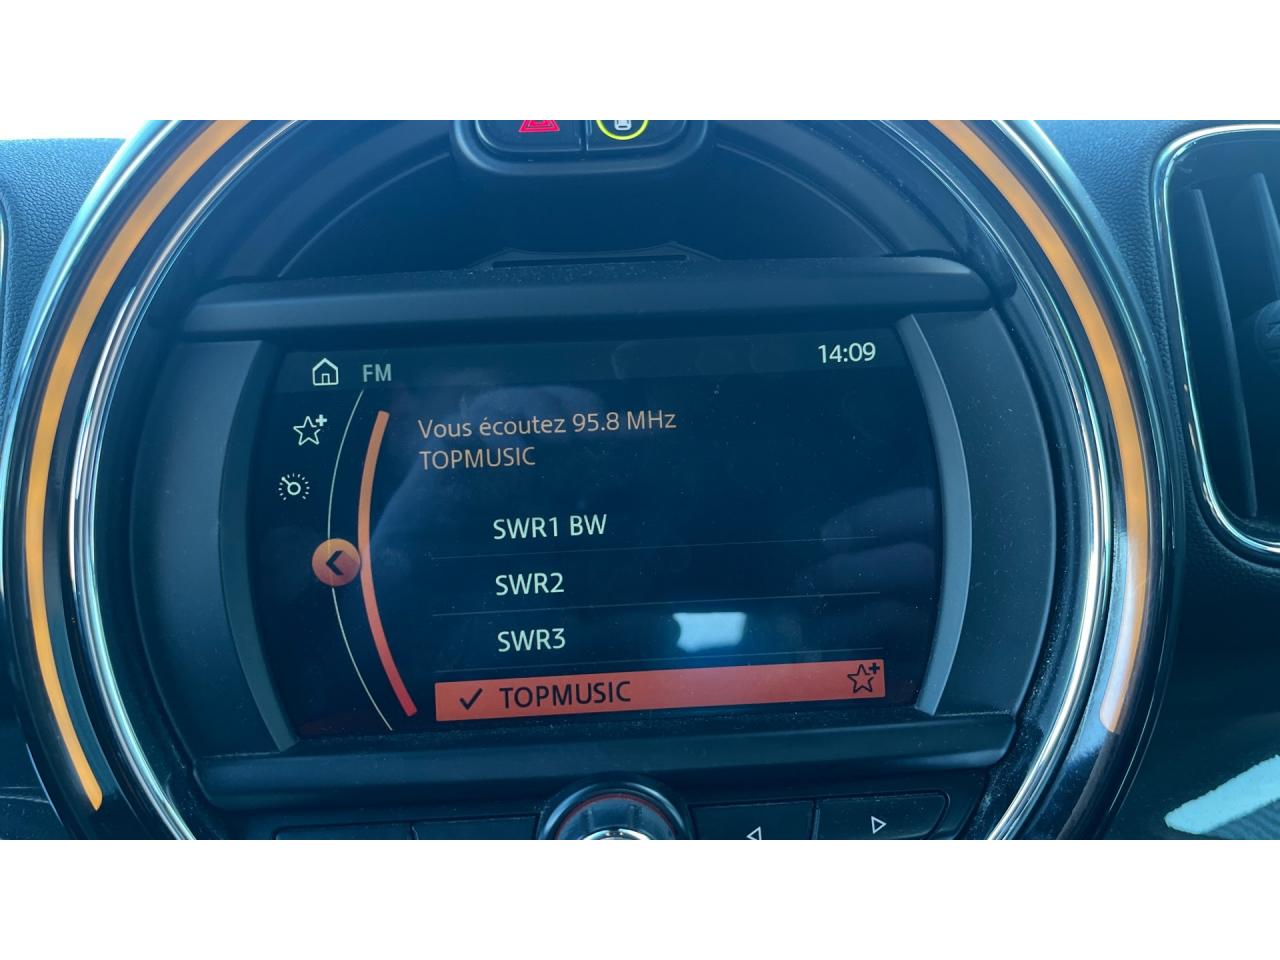 FM
14:09
Vous écoutez 95.8 MHz
TOPMUSIC
SWR1 BW
SWR2
SWR3
TOPMUSIC